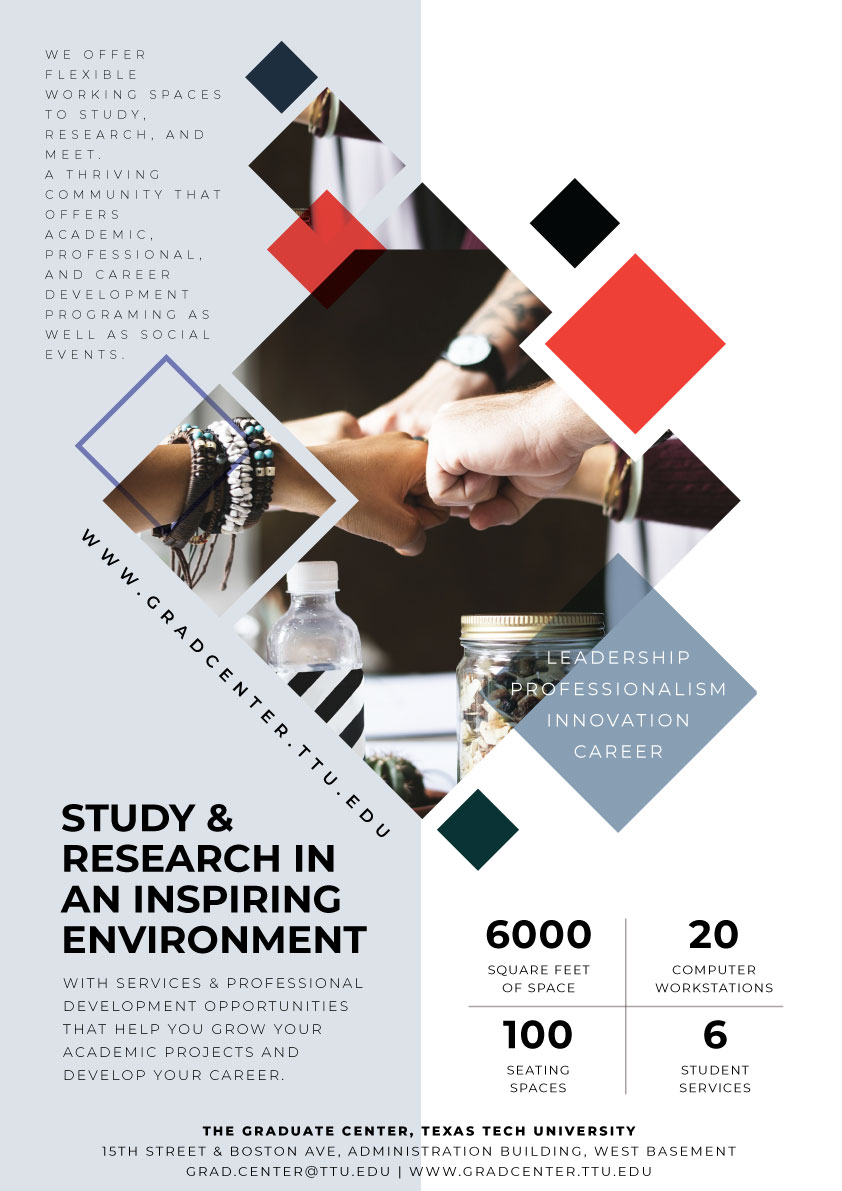 WE OFFER
FLEXIBLE
WORKING SPACES
TO STUDY,
RESEARCH, AND
MEET.
A THRIVING
COMMUNITY THAT
OFFERS
ACADEMIC,
PROFESSIONAL,
AND CAREER
DEVELOPMENT
PROGRAMING AS
WELL AS SOCIAL
EVENTS.
WWW.GRADCENTER.TTU.EDU
LEADERSHIP
PROFESSIONALISM
INNOVATION
CAREER
STUDY &
RESEARCH IN
AN INSPIRING
ENVIRONMENT
WITH SERVICES & PROFESSIONAL
DEVELOPMENT OPPORTUNITIES
THAT HELP YOU GROW YOUR
ACADEMIC PROJECTS AND
DEVELOP YOUR CAREER.
6000
SQUARE FEET
OF SPACE
20
COMPUTER
WORKSTATIONS
100
SEATING
SPACES
6
STUDENT
SERVICES
THE GRADUATE CENTER, TEXAS TECH UNIVERSITY
15TH STREET & BOSTON AVE, ADMINISTRATION BUILDING, WEST BASEMENT
GRAD.CENTER@TTU.EDU | WWW.GRADCENTER.TTU.EDU